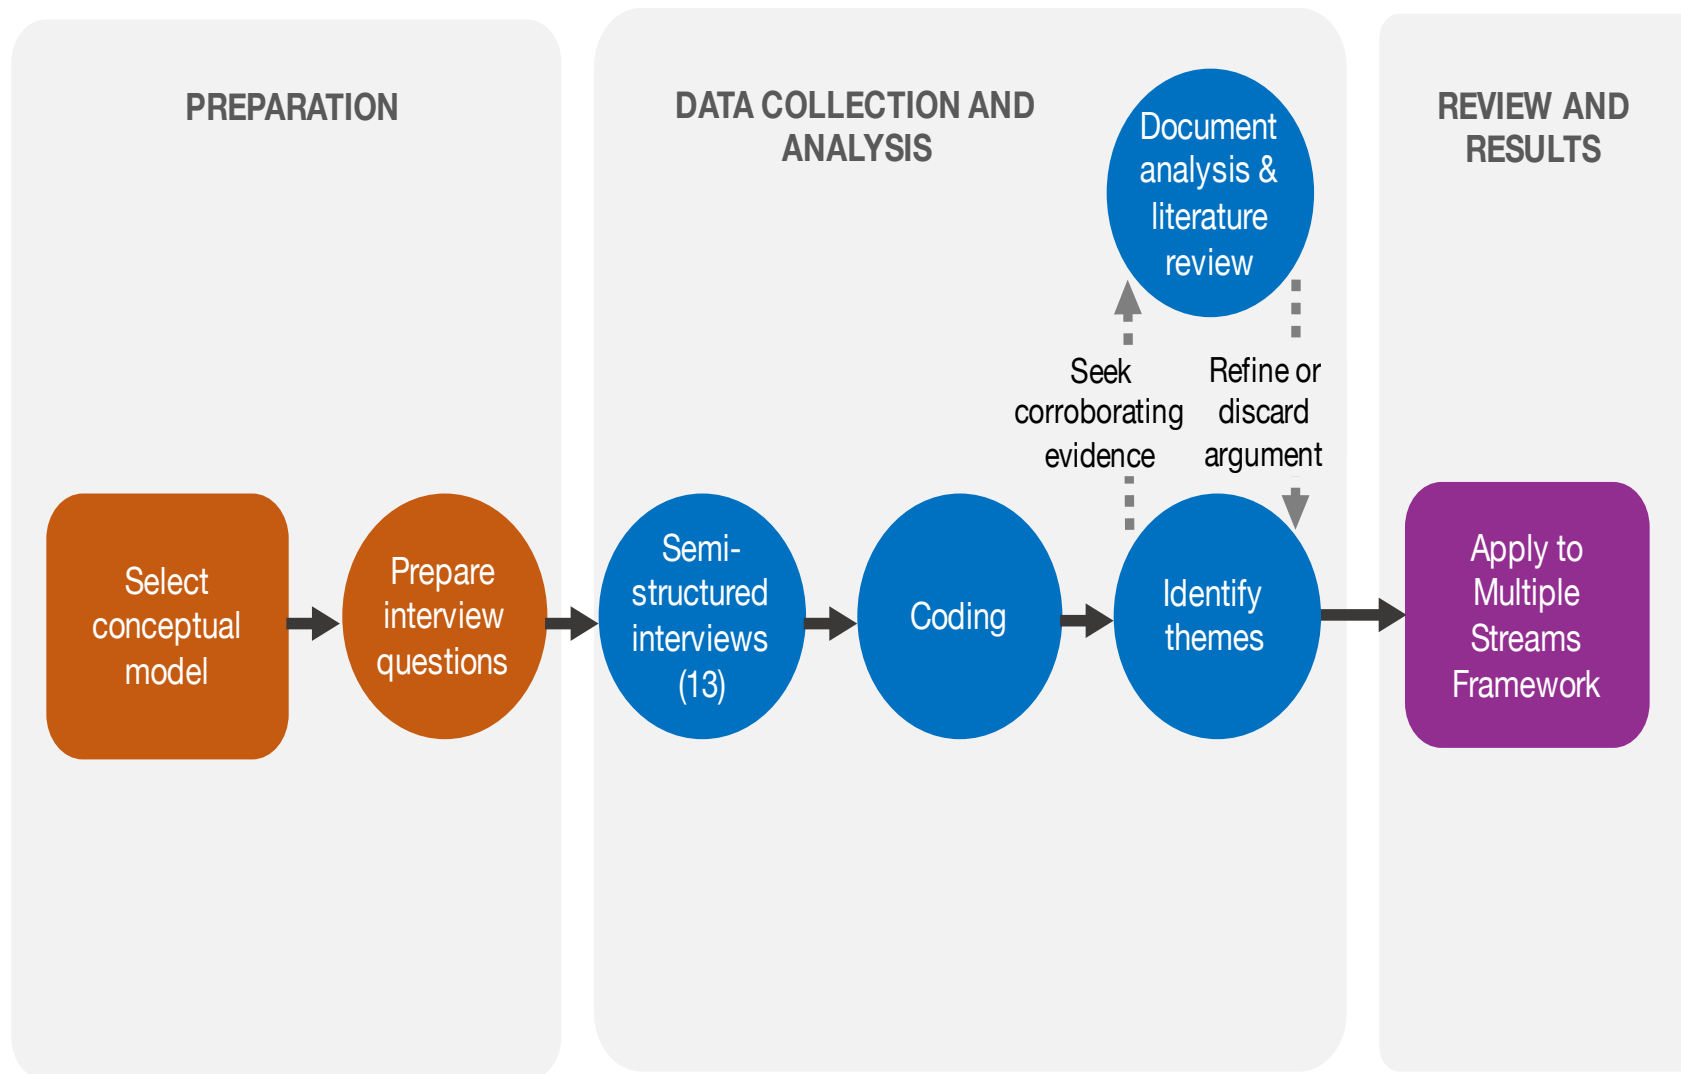 PREPARATION
DATA COLLECTION AND
ANALYSIS
REVIEW AND
RESULTS
Document
analysis &
literature
review
Seek
corroborating
evidence
Refine or
discard
argument
Select
conceptual
model
Prepare
interview
questions
Semi-
structured
interviews
(13)
Coding
Identify
themes
Apply to
Multiple
Streams
Framework